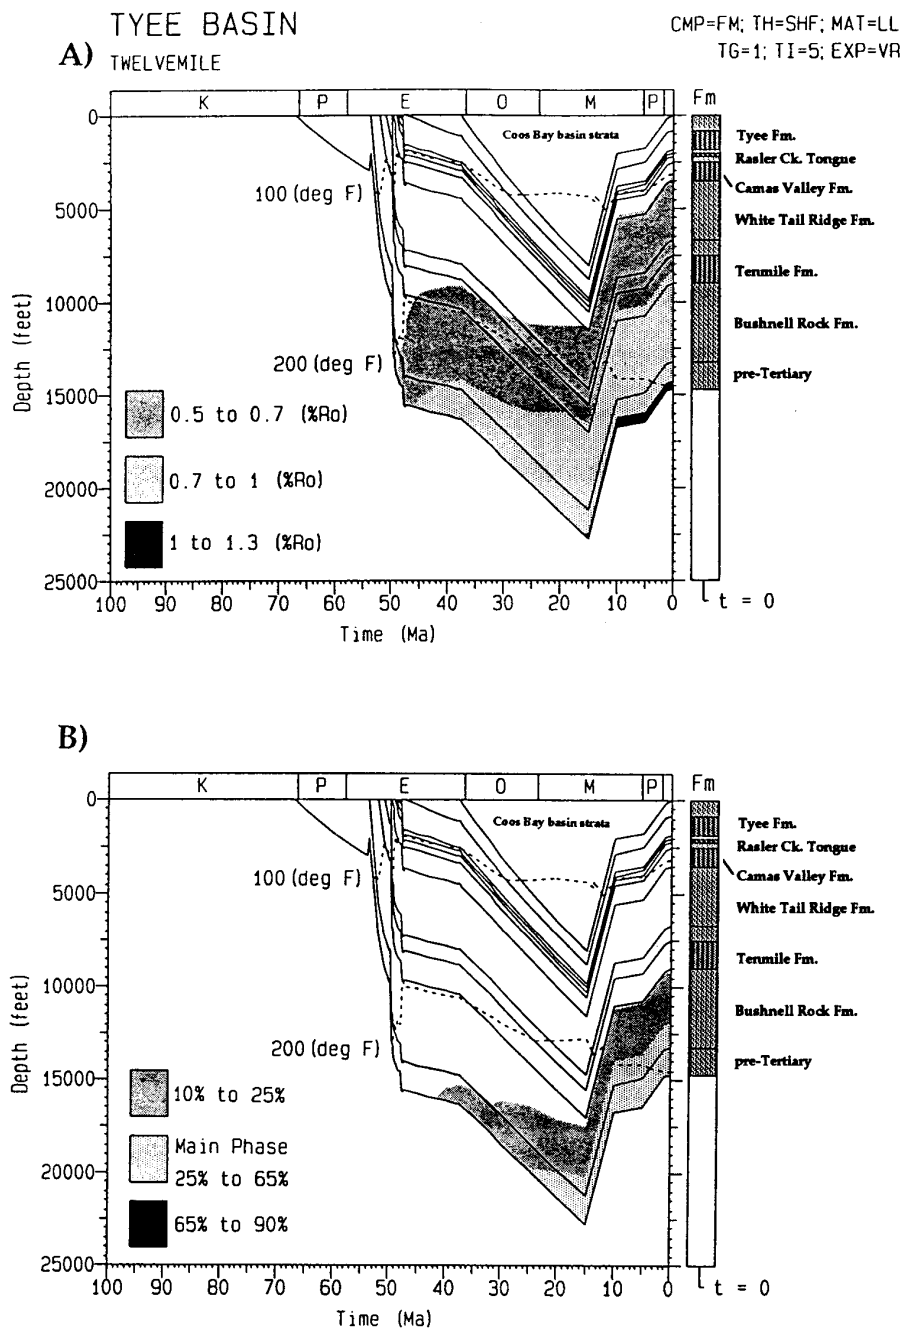 TYEE BASIN
CMP=FM; TH=SHF; MAT=LL
A) TWELVEMILE
TG=1; TI=5; EXP=VR
K P E O M P Fm
0
5000
10000
15000
20000
25000
Depth (feet)
Coos Bay basin strata
100 (deg F)
200 (deg F)
Tyee Fm.
Rasler Ck. Tongue
Camas Valley Fm.
White Tail Ridge Fm.
Tenmile Fm.
Bushnell Rock Fm.
pre-Tertiary
0.5 to 0.7 (%Ro)
0.7 to 1 (%Ro)
1 to 1.3 (%Ro)
100 90 80 70 60 50 40 30 20 10 0
t = 0
Time (Ma)
B)
K P E O M P Fm
0
5000
10000
15000
20000
25000
Depth (feet)
Coos Bay basin strata
100 (deg F)
200 (deg F)
Tyee Fm.
Rasler Ck. Tongue
Camas Valley Fm.
White Tail Ridge Fm.
Tenmile Fm.
Bushnell Rock Fm.
pre-Tertiary
10% to 25%
Main Phase
25% to 65%
65% to 90%
100 90 80 70 60 50 40 30 20 10 0
t = 0
Time (Ma)